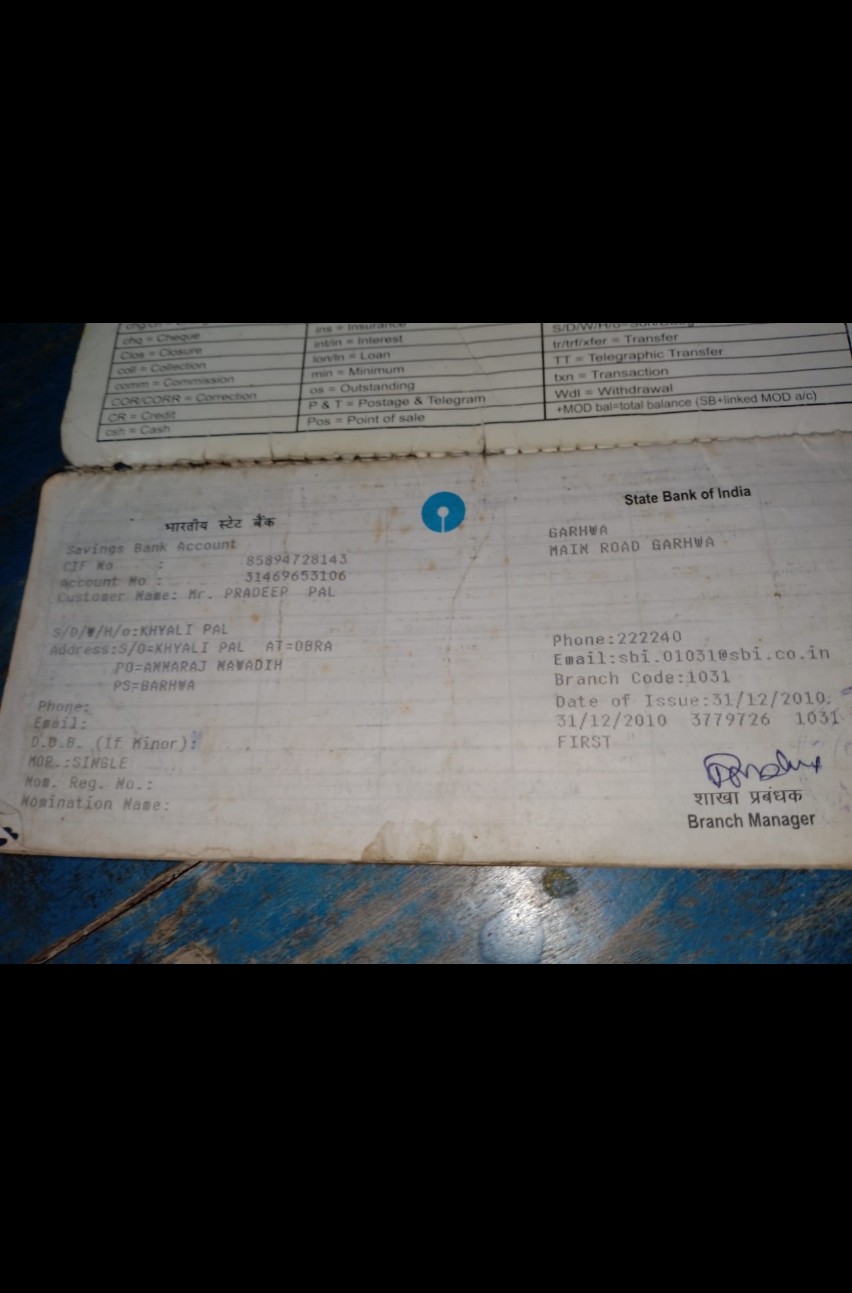 chq = Cheque
Clos = Closure
coll = Collection
comm = Commission
COR/CORR = Correction
CR = Credit
csh = Cash
ins = Insurance
int/in = Interest
lon/ln = Loan
min = Minimum
os = Outstanding
P & T = Postage & Telegram
Pos = Point of sale
tr/trf/xfer = Transfer
TT = Telegraphic Transfer
txn = Transaction
Wdl = Withdrawal
+MOD bal=total balance (SB+linked MOD a/c)
भारतीय स्टेट बैंक
Savings Bank Account
CIF No : 85894728143
Account No : 31469653106
Customer Name: Mr. PRADEEP PAL
S/D/W/H/o:KHYALI PAL
Address:S/O=KHYALI PAL AT=OBRA
PO=AMMARAJ NAWADIH
PS=BARHWA
Phone:
Email:
D.O.B. (If Minor):
MOP.:SINGLE
Nom. Reg. No.:
Nomination Name:
State Bank of India
GARHWA
MAIN ROAD GARHWA
Phone:222240
Email:sbi.01031@sbi.co.in
Branch Code:1031
Date of Issue:31/12/2010
31/12/2010 3779726 1031
FIRST
शाखा प्रबंधक
Branch Manager